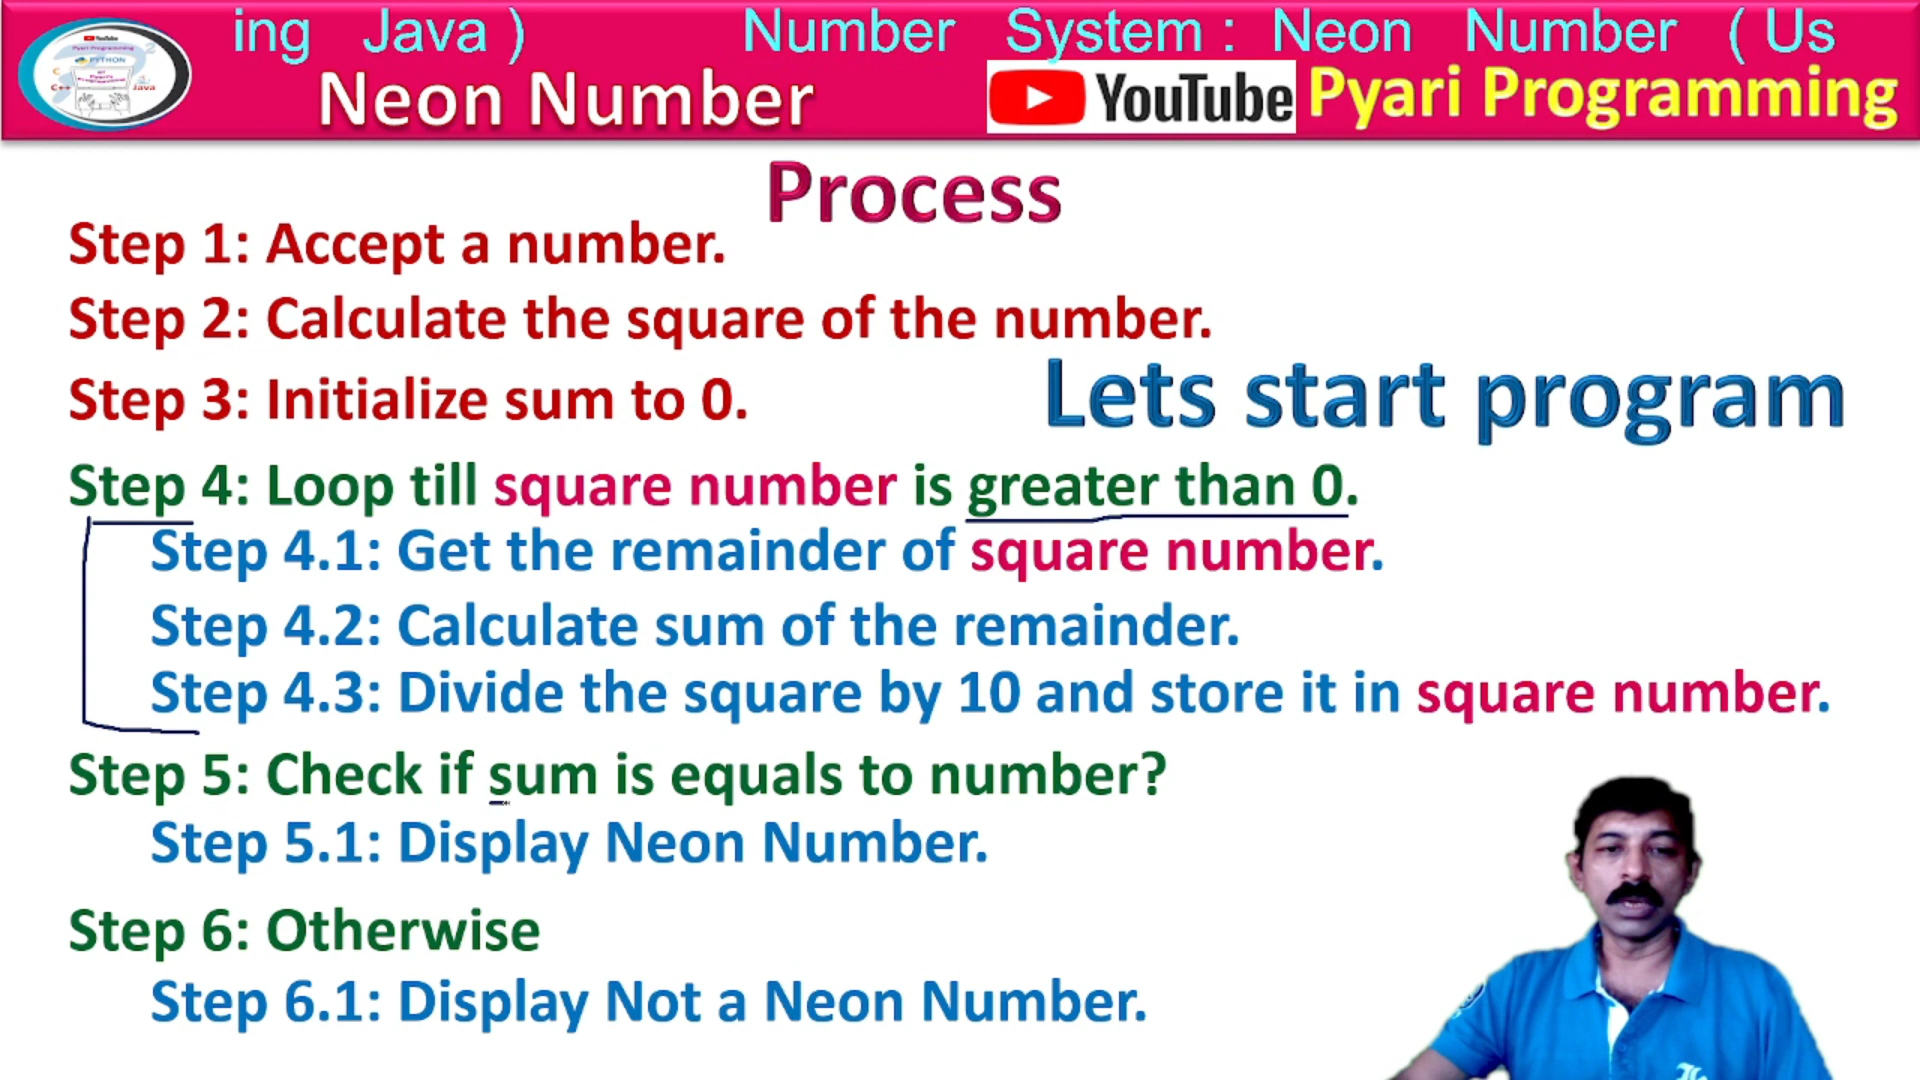 ing Java ) Number System : Neon Number ( Us
Neon Number
YouTube Pyari Programming
YouTube
Pyari Programming
PYTHON
C++
Java
Process
Step 1: Accept a number.
Step 2: Calculate the square of the number.
Step 3: Initialize sum to 0.
Lets start program
Step 4: Loop till square number is greater than 0.
Step 4.1: Get the remainder of square number.
Step 4.2: Calculate sum of the remainder.
Step 4.3: Divide the square by 10 and store it in square number.
Step 5: Check if sum is equals to number?
Step 5.1: Display Neon Number.
Step 6: Otherwise
Step 6.1: Display Not a Neon Number.